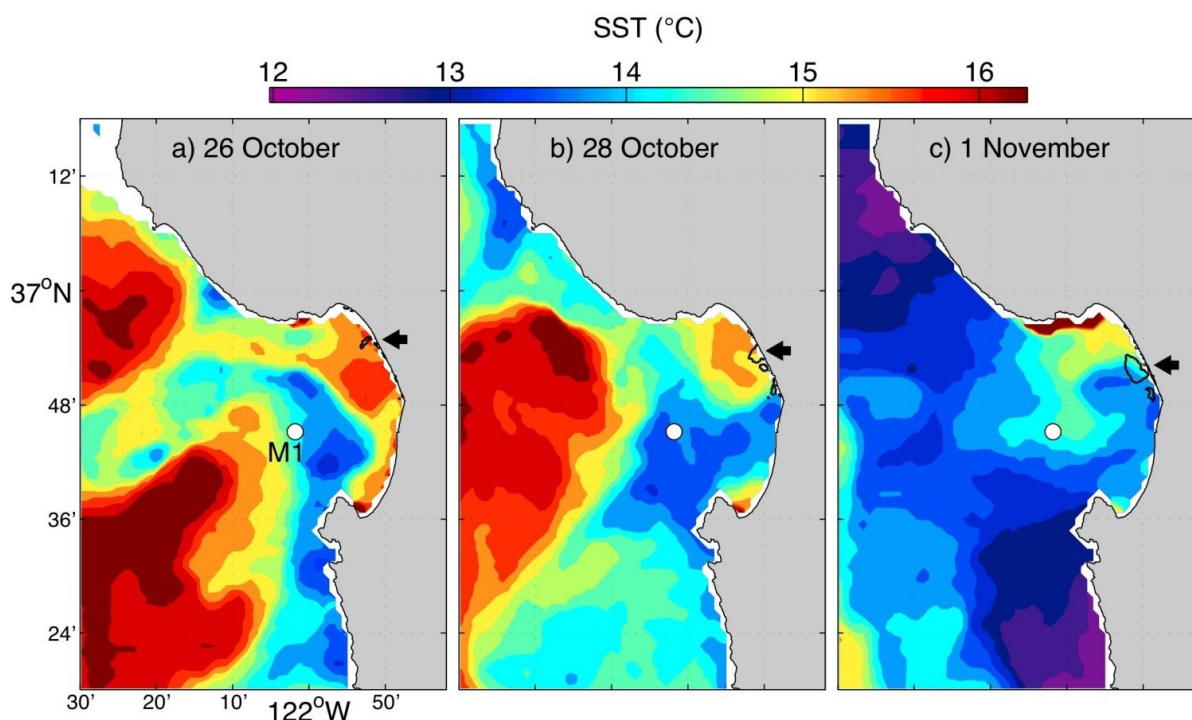 SST (°C)
12 13 14 15 16
a) 26 October b) 28 October c) 1 November
12'
37°N
48'
M1
36'
24'
30' 20' 10' 122°W 50'